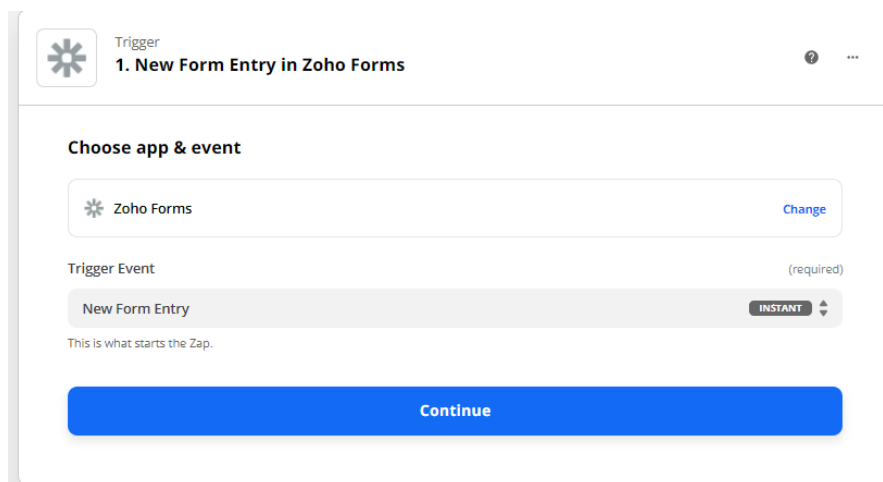 Trigger
1. New Form Entry in Zoho Forms
Choose app & event
Zoho Forms
Change
Trigger Event
(required)
New Form Entry
INSTANT
This is what starts the Zap.
Continue